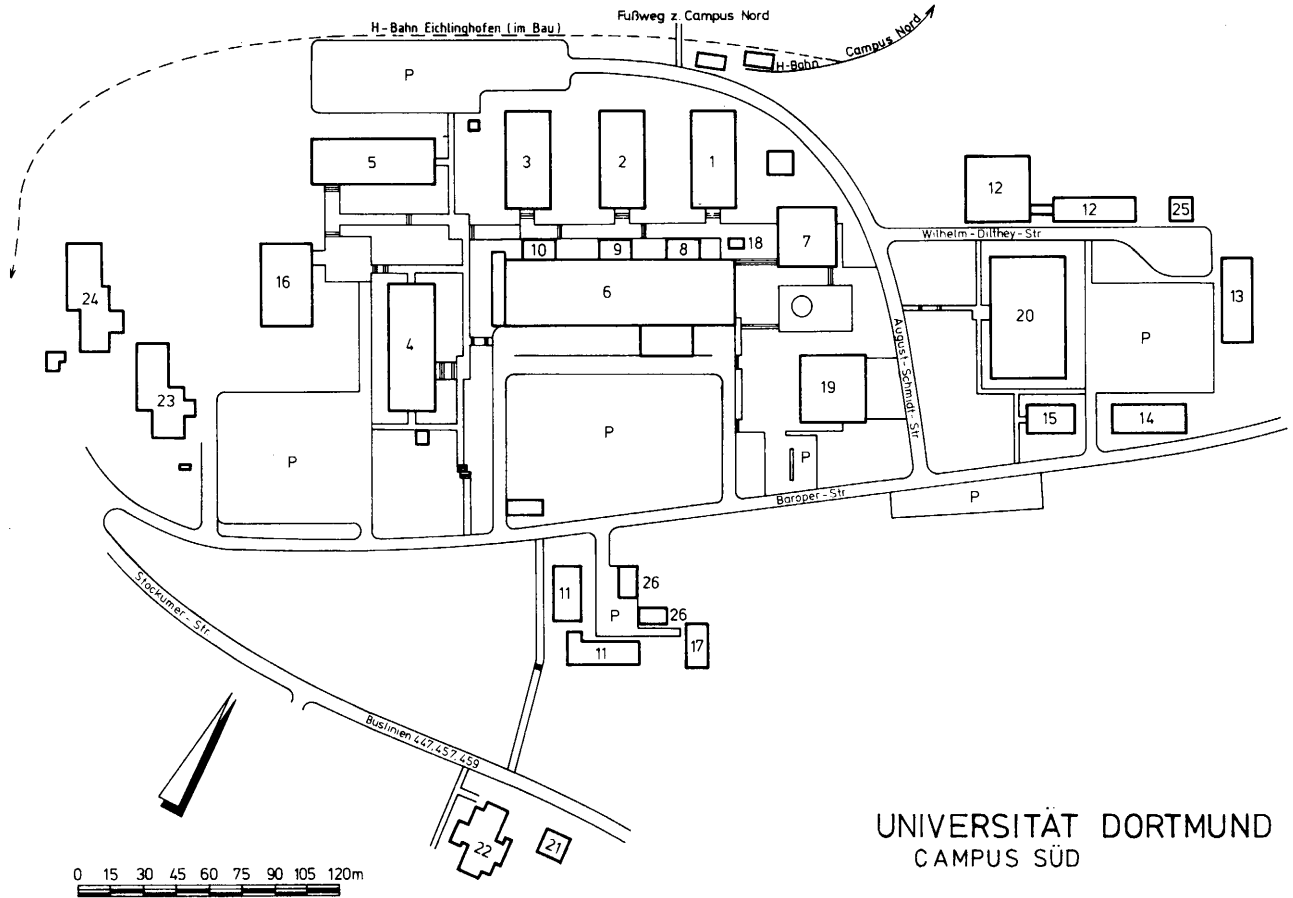 Fußweg z. Campus Nord
H-Bahn Eichlinghofen (im Bau)
Campus Nord
H-Bahn
P
5
3
2
1
12
12
25
Wilhelm-Dilthey-Str
10
9
8
18
7
16
24
6
13
20
4
August-Schmidt-Str
P
19
23
15
14
P
P
P
P
Baroper-Str
Stockumer-Str
11
26
P
26
17
11
Buslinien 447,457,459
22
21
UNIVERSITÄT DORTMUND
CAMPUS SÜD
0 15 30 45 60 75 90 105 120m